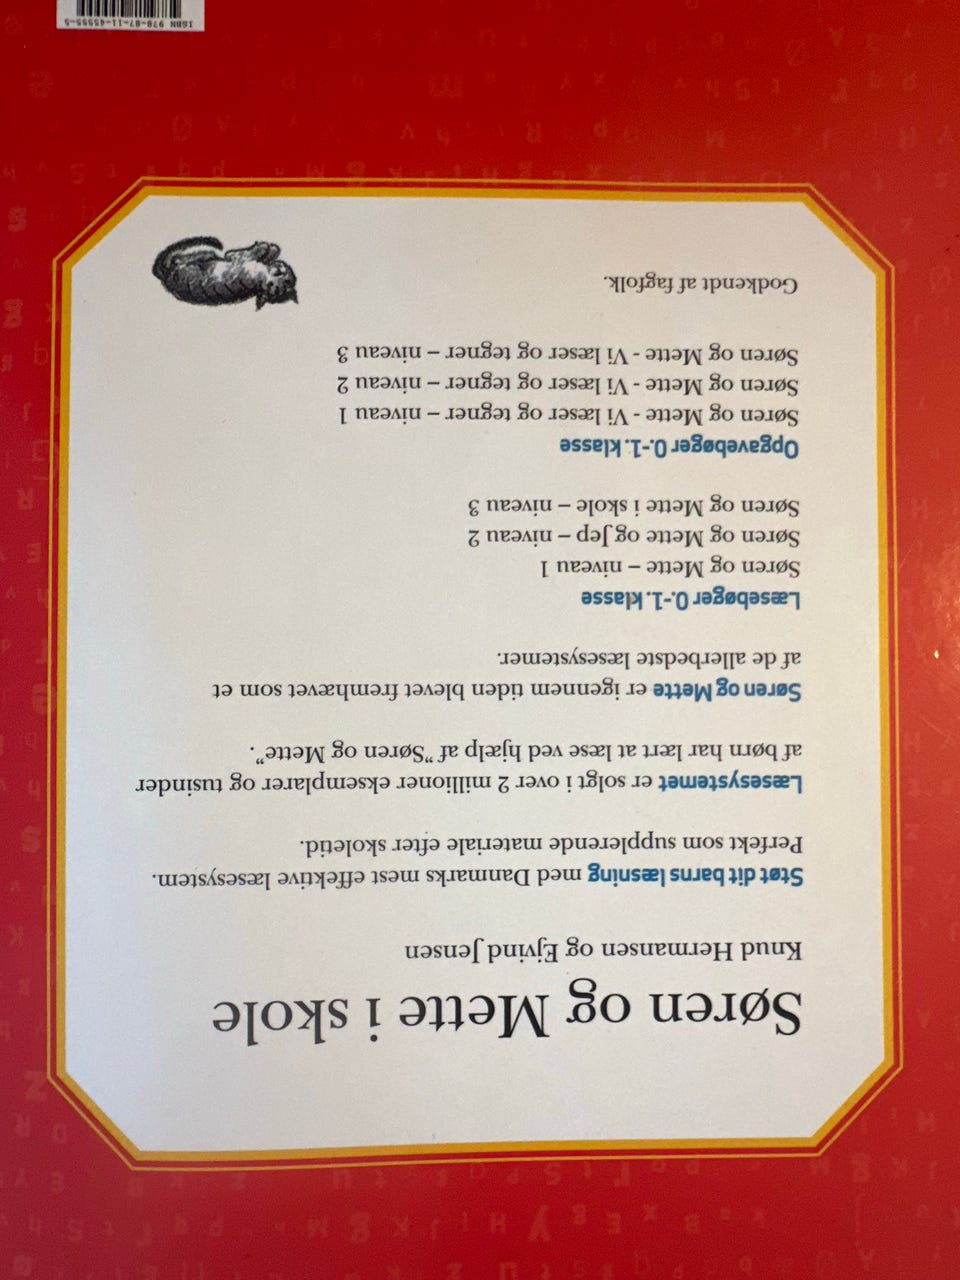 Søren og Mette i skole
Knud Hermansen og Ejvind Jensen
Støt dit barns læsning med Danmarks mest effektive læsesystem.
Perfekt som supplerende materiale efter skoletid.
Læsesystemet er solgt i over 2 millioner eksemplarer og tusinder
af børn har lært at læse ved hjælp af "Søren og Mette".
Søren og Mette er igennem tiden blevet fremhævet som et
af de allerbedste læsesystemer.
Læsebøger 0.-1. klasse
Søren og Mette – niveau 1
Søren og Mette og Jep – niveau 2
Søren og Mette i skole – niveau 3
Opgavebøger 0.-1. klasse
Søren og Mette - Vi læser og tegner – niveau 1
Søren og Mette - Vi læser og tegner – niveau 2
Søren og Mette - Vi læser og tegner – niveau 3
Godkendt af fagfolk.
ISBN 978-87-11-45555-5